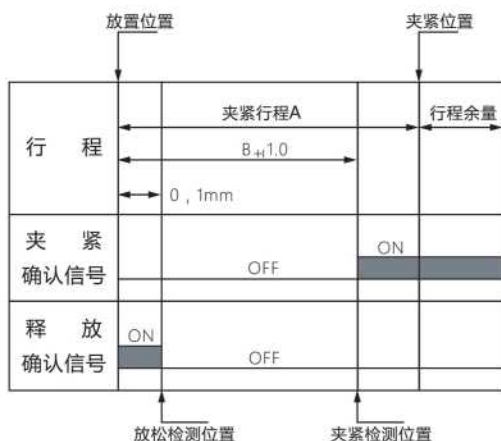 放置位置 夹紧位置
夹紧行程A 行程余量
行 程
B +I 1.0
0 , 1mm
夹 紧
确认信号
ON
OFF
释 放
确认信号
ON
OFF
放松检测位置 夹紧检测位置